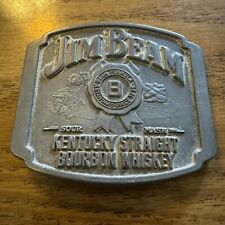 JIM BEAM
B
SOUR MASH
KENTUCKY STRAIGHT
BOURBON WHISKEY